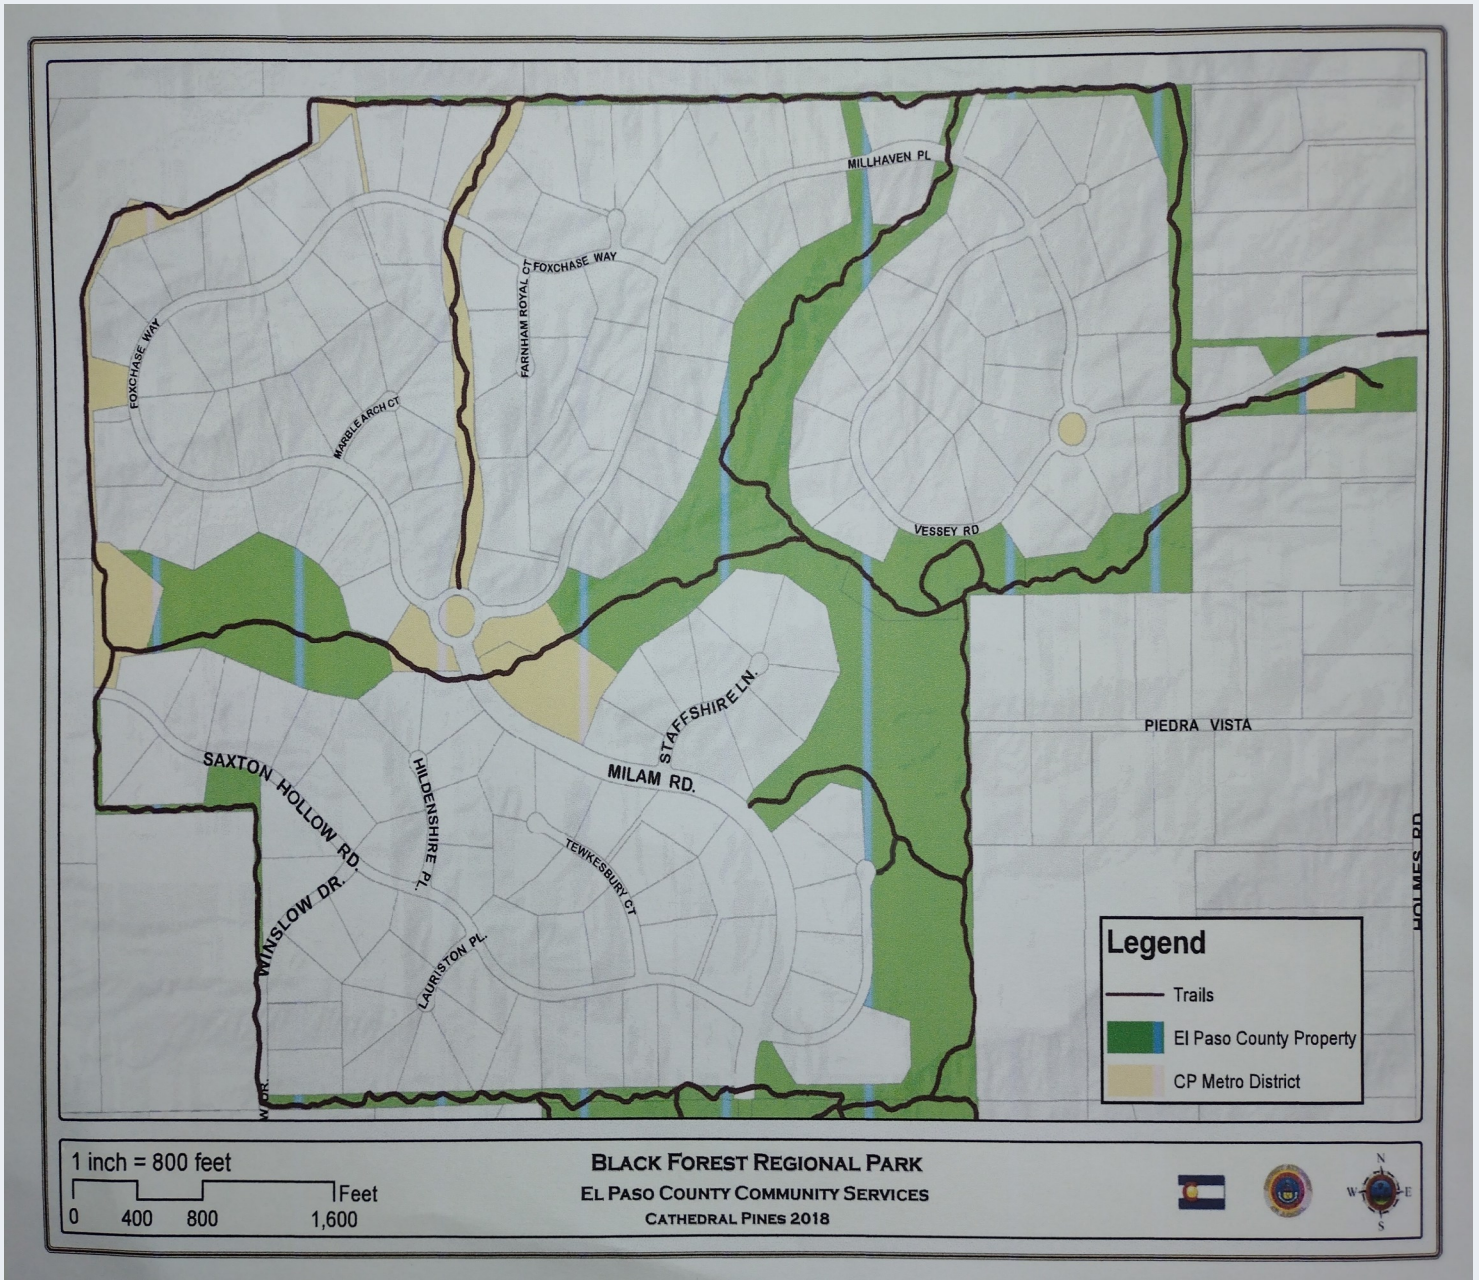 MILLHAVEN PL
FOXCHASE WAY
FARNHAM ROYAL CT
FOXCHASE WAY
MARBLE ARCH CT
VESSEY RD
STAFFSHIRE LN.
PIEDRA VISTA
SAXTON HOLLOW RD.
HILDENSHIRE PL.
MILAM RD.
TEWKESBURY CT
HOLMES RD
WINSLOW DR.
LAURISTON PL.
Legend
Trails
El Paso County Property
CP Metro District
W DR.
1 inch = 800 feet
Feet
0 400 800 1,600
BLACK FOREST REGIONAL PARK
EL PASO COUNTY COMMUNITY SERVICES
CATHEDRAL PINES 2018
N
W E
S